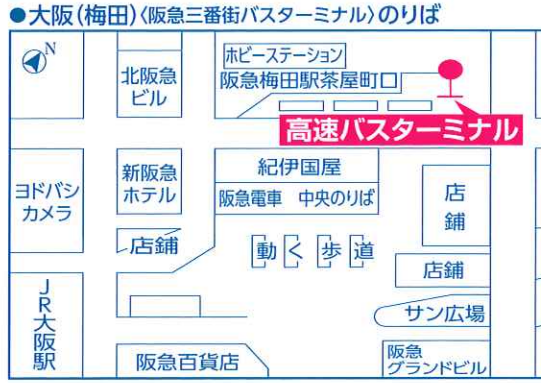 ●大阪(梅田)〈阪急三番街バスターミナル〉のりば
N
ホビーステーション
北阪急
ビル
阪急梅田駅茶屋町口
高速バスターミナル
紀伊国屋
新阪急
ホテル
ヨドバシ
カメラ
阪急電車 中央のりば
店
鋪
店鋪
動く歩道
店鋪
JR大阪駅
サン広場
阪急百貨店
阪急
グランドビル